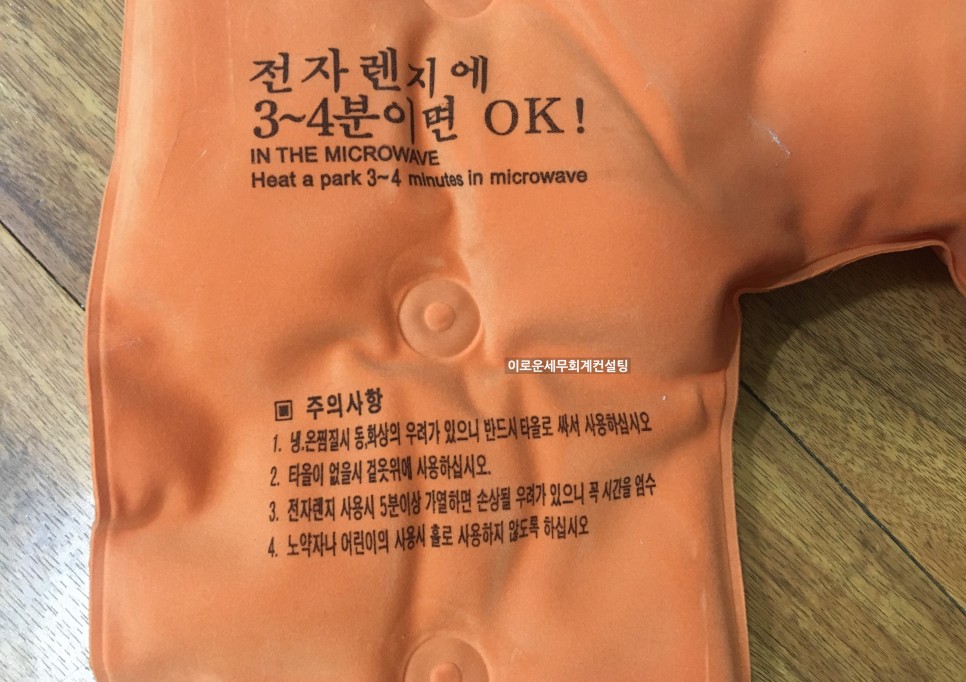 전자렌지에
3~4분이면 OK!
IN THE MICROWAVE
Heat a park 3~4 minutes in microwave
이로운세무회계컨설팅
▣ 주의사항
1. 냉.온찜질시 동,화상의 우려가 있으니 반드시 타올로 싸서 사용하십시오
2. 타올이 없을시 겉옷위에 사용하십시오.
3. 전자렌지 사용시 5분이상 가열하면 손상될 우려가 있으니 꼭 시간을 엄수
4. 노약자나 어린이의 사용시 홀로 사용하지 않도록 하십시오